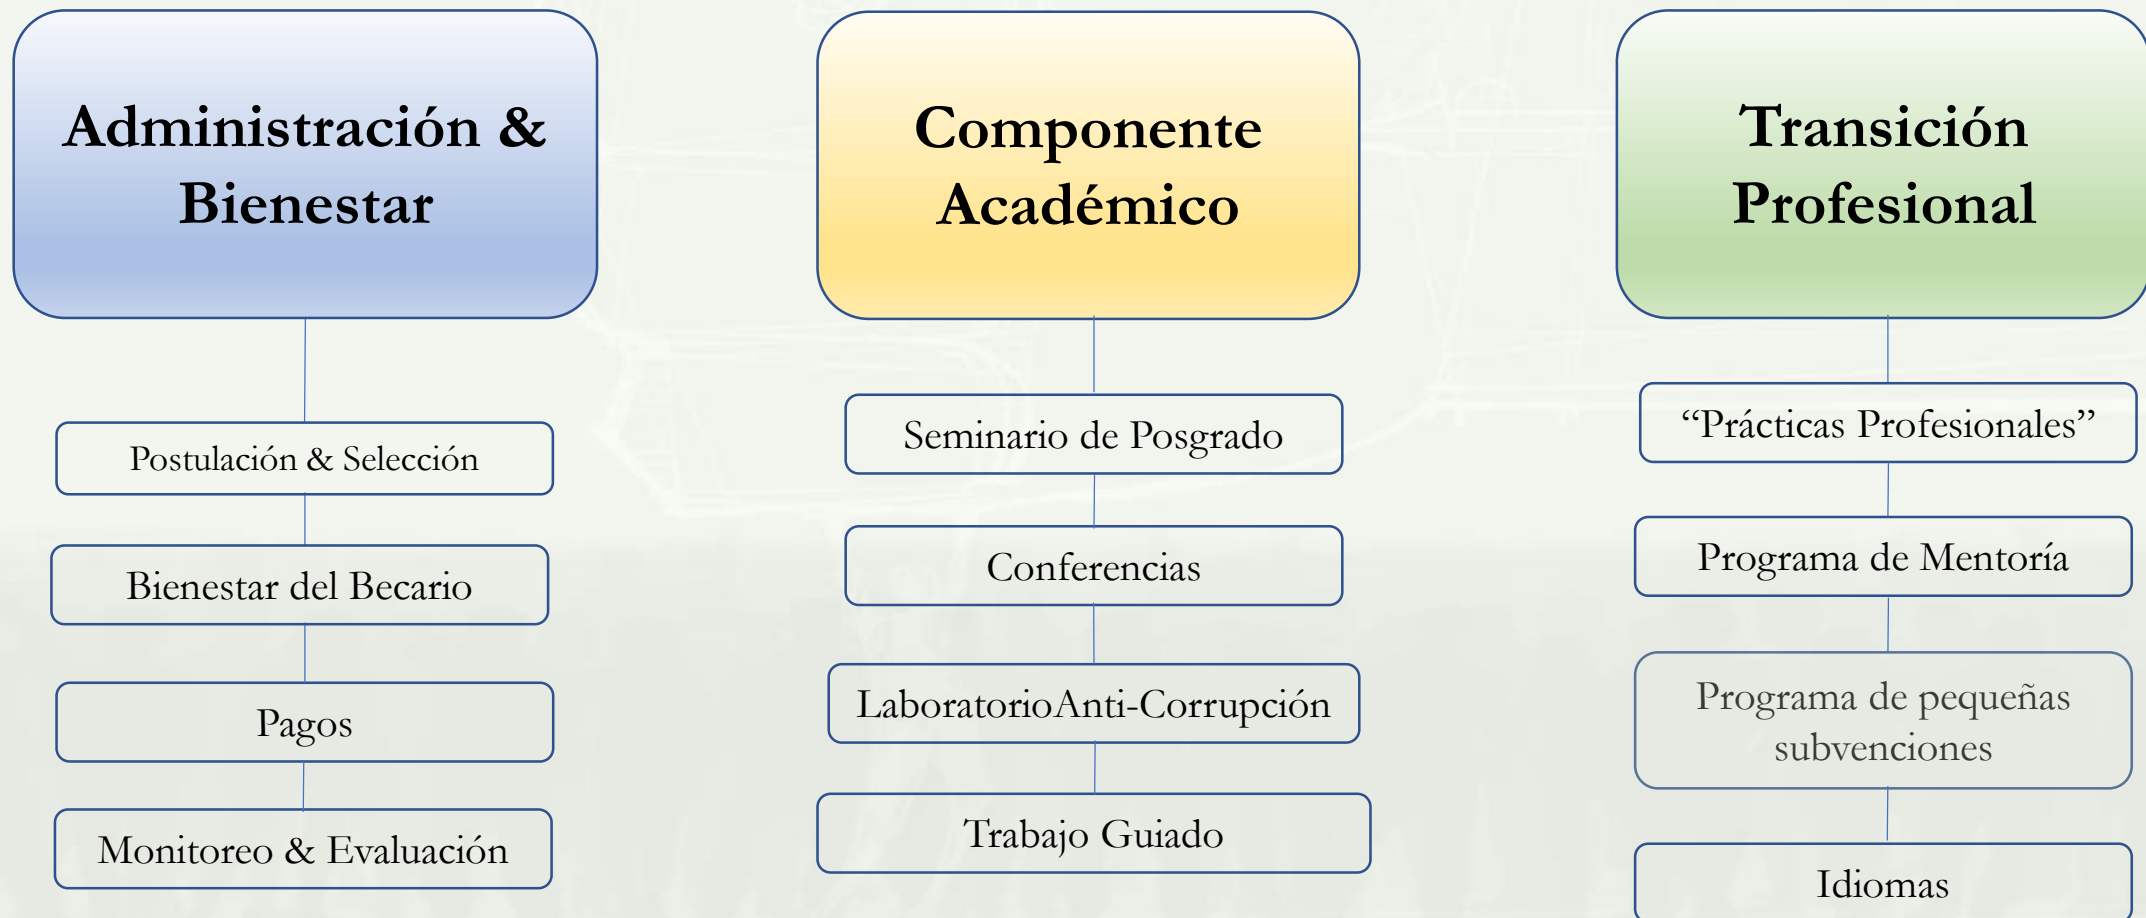 Administración &
Bienestar
Postulación & Selección
Bienestar del Becario
Pagos
Monitoreo & Evaluación
Componente
Académico
Seminario de Posgrado
Conferencias
LaboratorioAnti-Corrupción
Trabajo Guiado
Transición
Profesional
“Prácticas Profesionales”
Programa de Mentoría
Programa de pequeñas
subvenciones
Idiomas